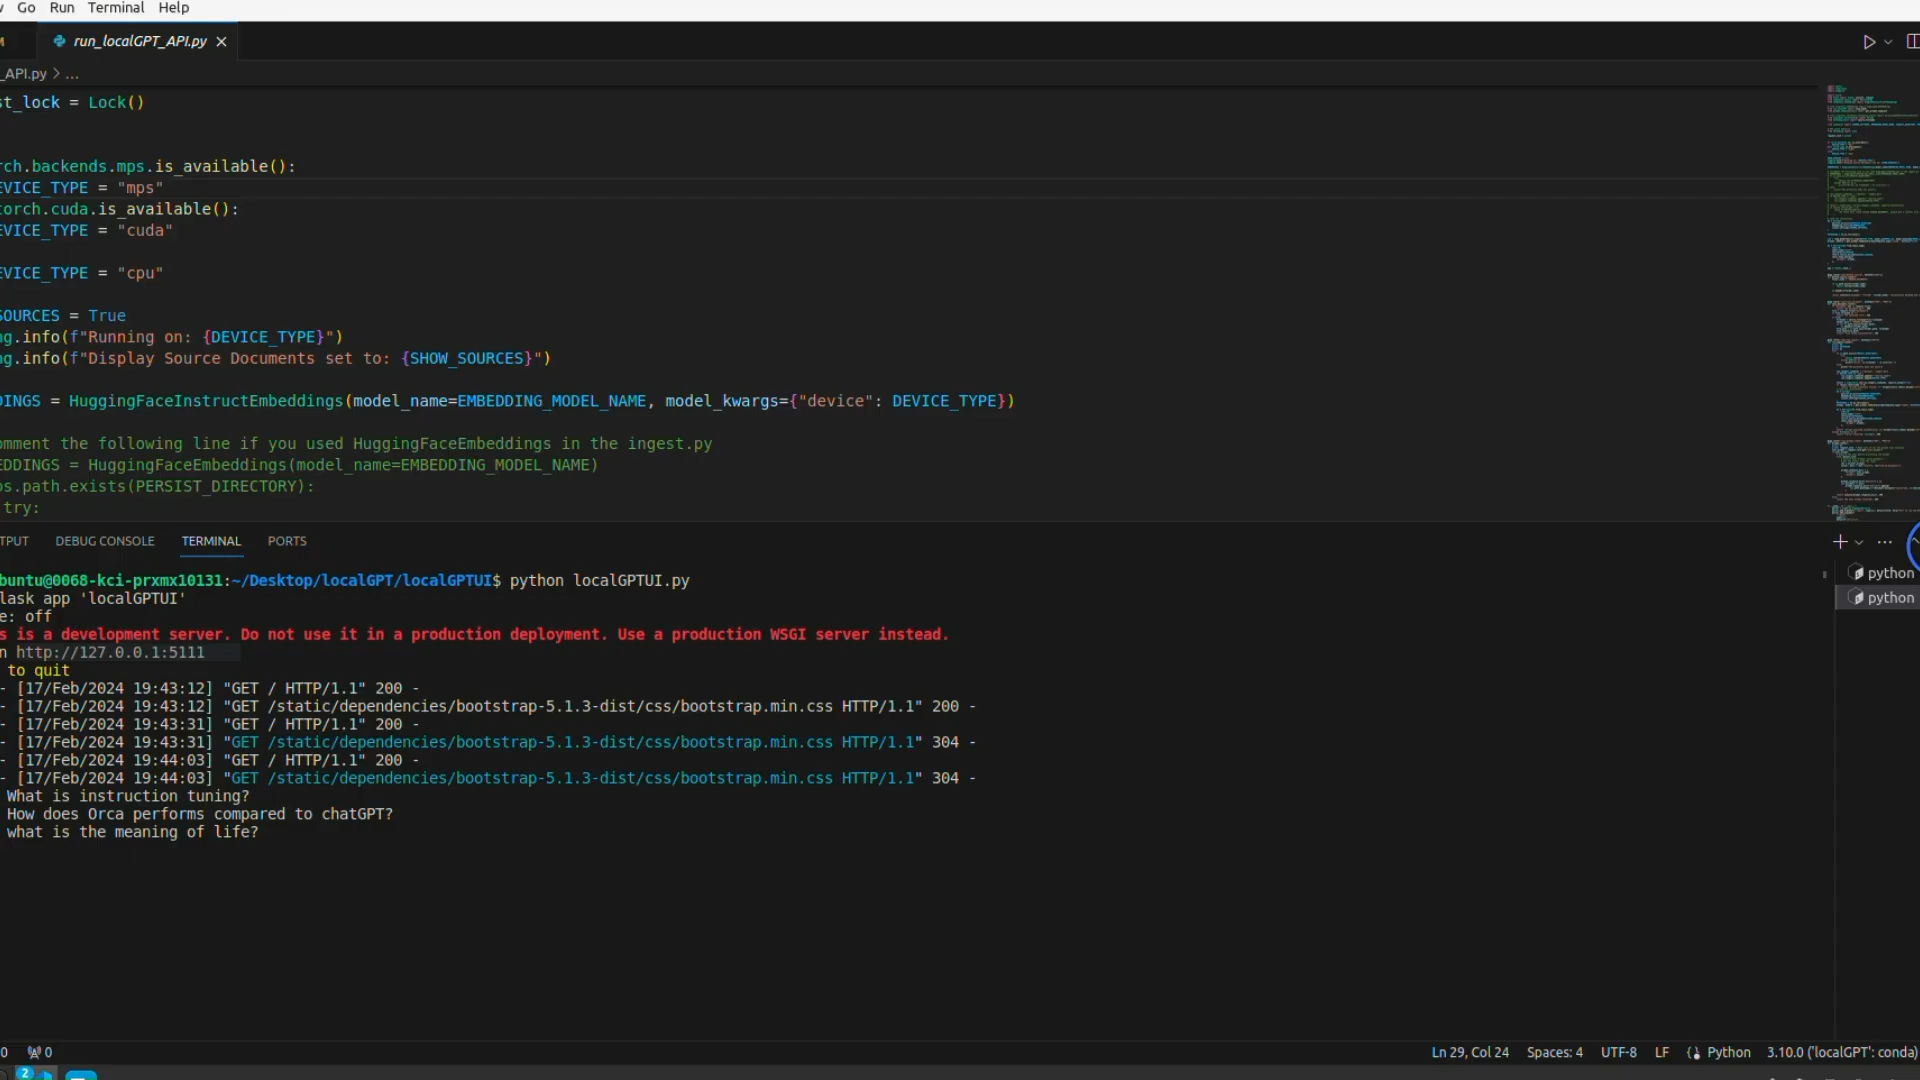 Go Run Terminal Help
run_localGPT_API.py
_API.py > ...
st_lock = Lock()
rch.backends.mps.is_available():
EVICE_TYPE = "mps"
torch.cuda.is_available():
EVICE_TYPE = "cuda"
EVICE_TYPE = "cpu"
SOURCES = True
ng.info(f"Running on: {DEVICE_TYPE}")
ng.info(f"Display Source Documents set to: {SHOW_SOURCES}")
DINGS = HuggingFaceInstructEmbeddings(model_name=EMBEDDING_MODEL_NAME, model_kwargs={"device": DEVICE_TYPE})
omment the following line if you used HuggingFaceEmbeddings in the ingest.py
EDDINGS = HuggingFaceEmbeddings(model_name=EMBEDDING_MODEL_NAME)
os.path.exists(PERSIST_DIRECTORY):
try:
TPUT DEBUG CONSOLE TERMINAL PORTS
buntu@0068-kci-prxmx10131:~/Desktop/localGPT/localGPTUI$ python localGPTUI.py
lask app 'localGPTUI'
e: off
s is a development server. Do not use it in a production deployment. Use a production WSGI server instead.
n http://127.0.0.1:5111
to quit
- [17/Feb/2024 19:43:12] "GET / HTTP/1.1" 200 -
- [17/Feb/2024 19:43:12] "GET /static/dependencies/bootstrap-5.1.3-dist/css/bootstrap.min.css HTTP/1.1" 200 -
- [17/Feb/2024 19:43:31] "GET / HTTP/1.1" 200 -
- [17/Feb/2024 19:43:31] "GET /static/dependencies/bootstrap-5.1.3-dist/css/bootstrap.min.css HTTP/1.1" 304 -
- [17/Feb/2024 19:44:03] "GET / HTTP/1.1" 200 -
- [17/Feb/2024 19:44:03] "GET /static/dependencies/bootstrap-5.1.3-dist/css/bootstrap.min.css HTTP/1.1" 304 -
What is instruction tuning?
How does Orca performs compared to chatGPT?
what is the meaning of life?
python
python
0 0 Ln 29, Col 24 Spaces: 4 UTF-8 LF Python 3.10.0 ('localGPT': conda)
2